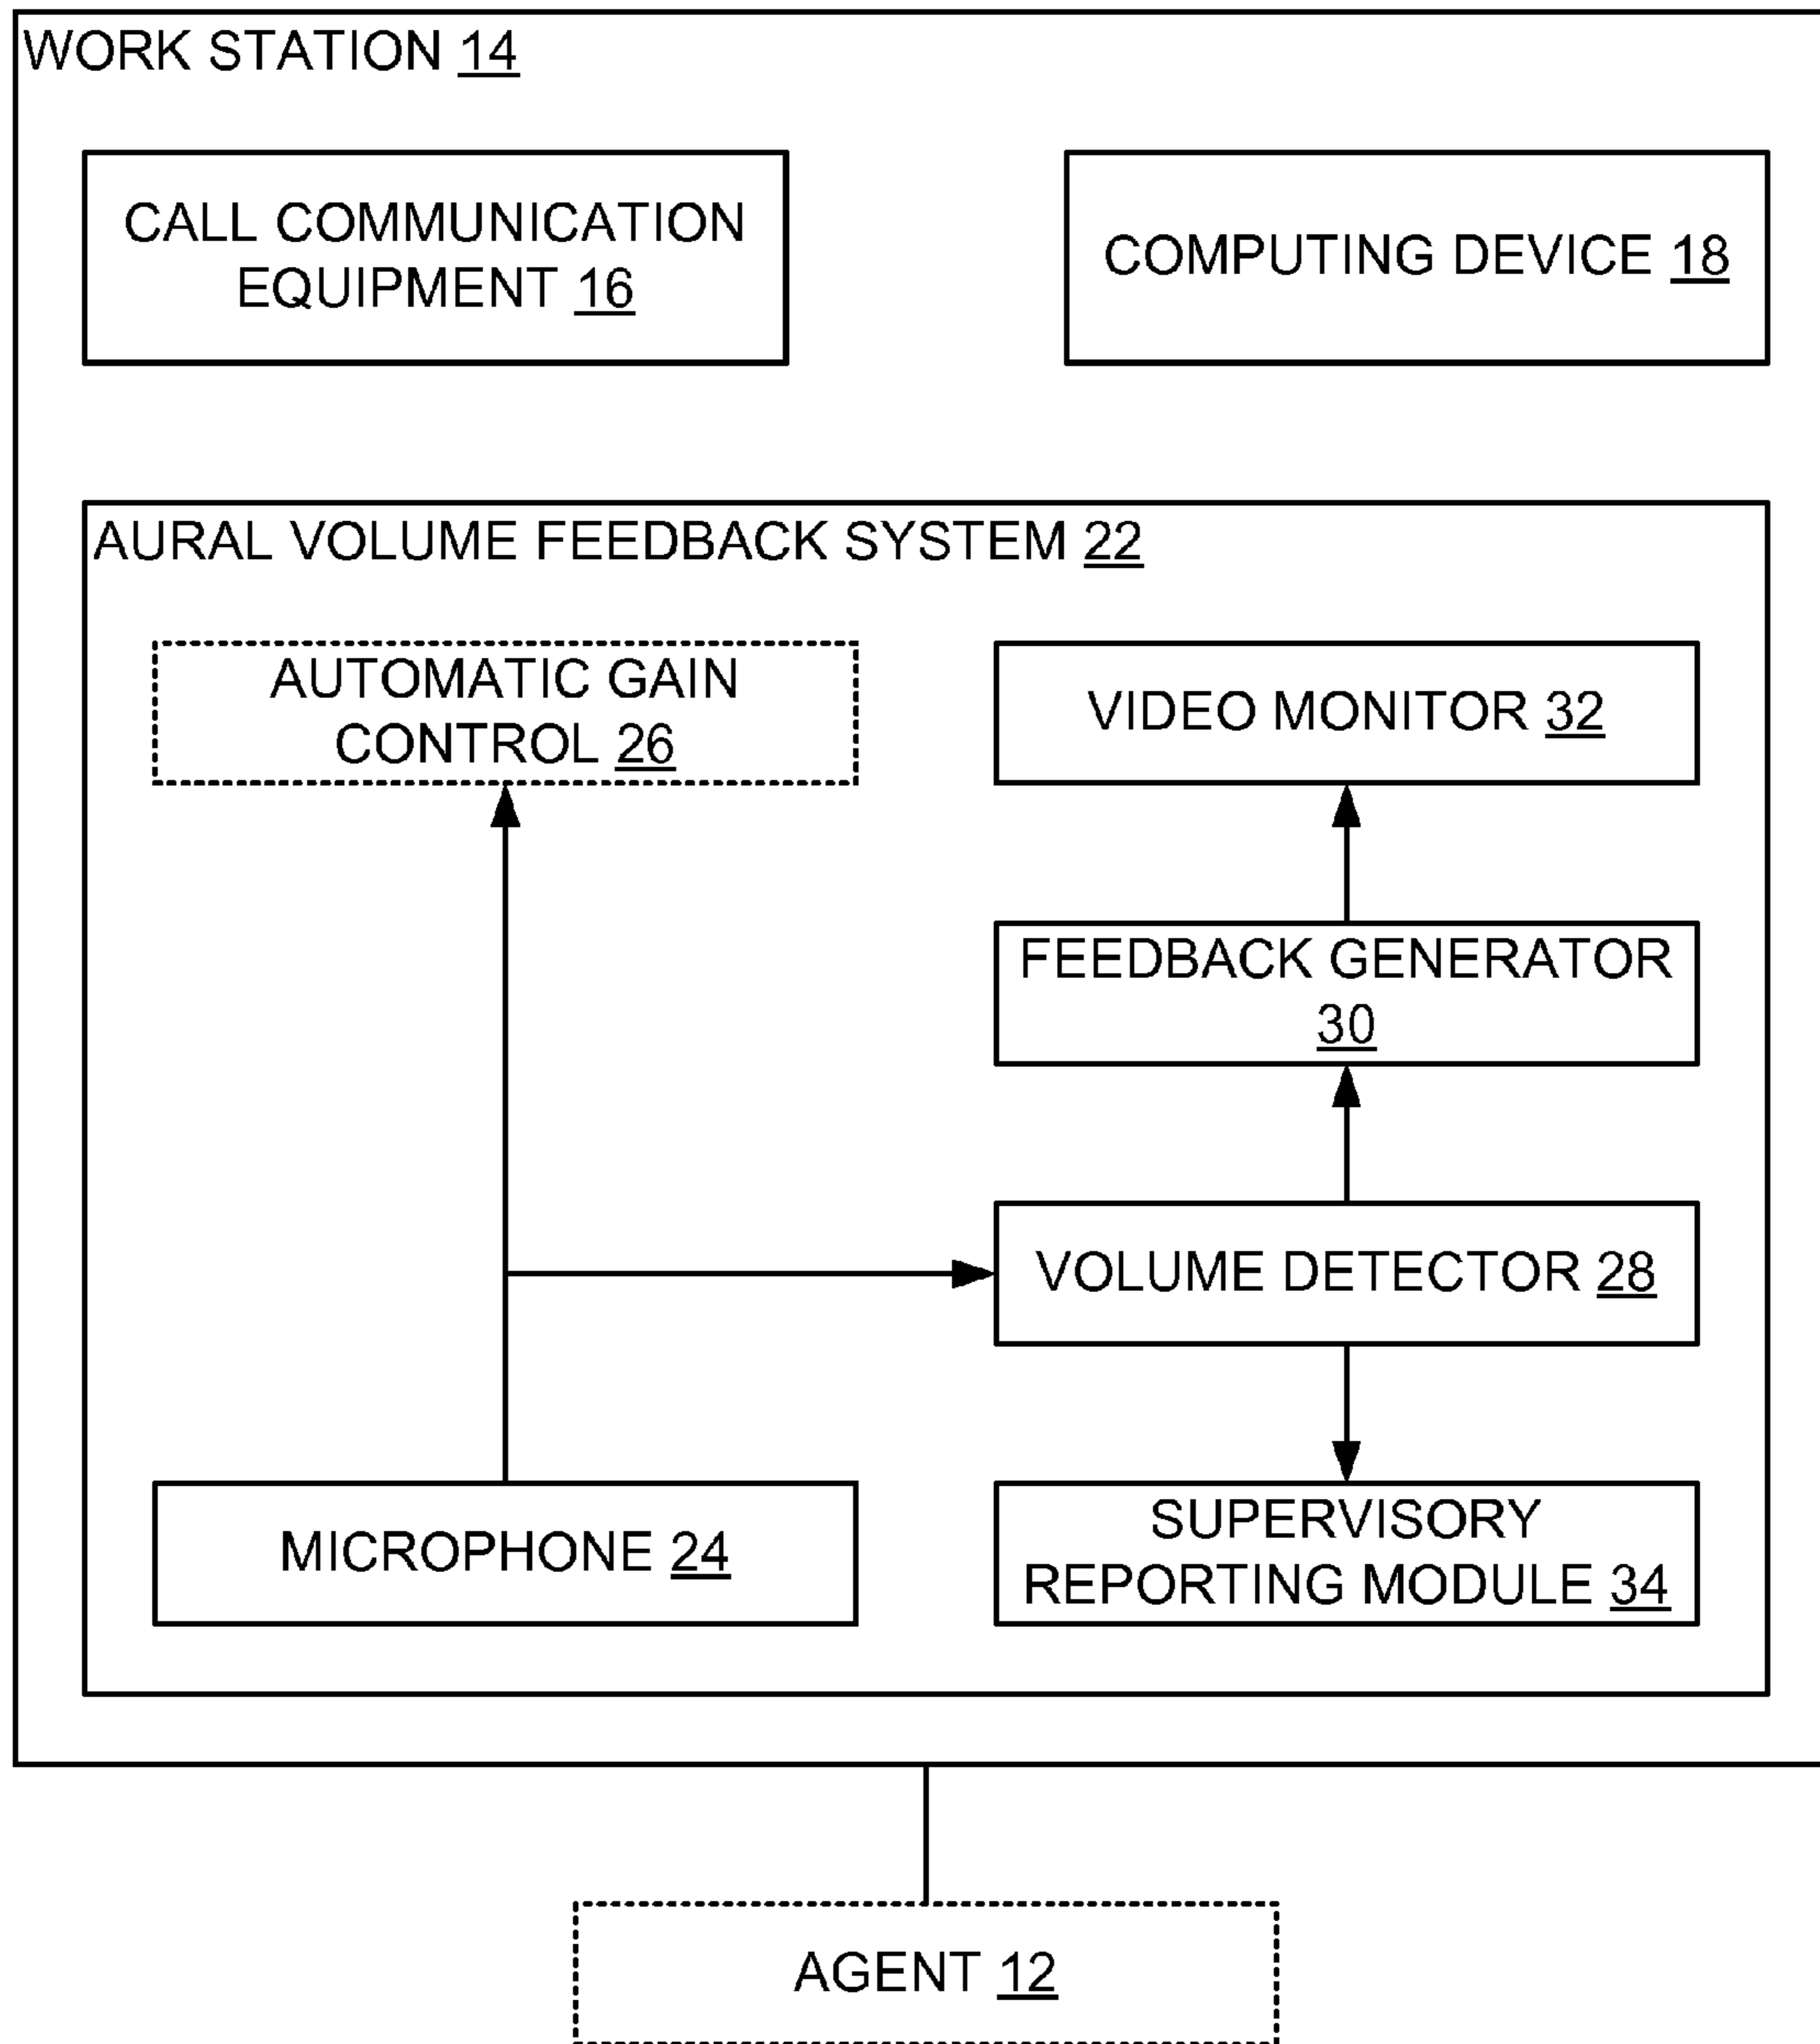 WORK STATION 14
CALL COMMUNICATION
EQUIPMENT 16
COMPUTING DEVICE 18
AURAL VOLUME FEEDBACK SYSTEM 22
AUTOMATIC GAIN
CONTROL 26
VIDEO MONITOR 32
FEEDBACK GENERATOR
30
VOLUME DETECTOR 28
MICROPHONE 24
SUPERVISORY
REPORTING MODULE 34
AGENT 12